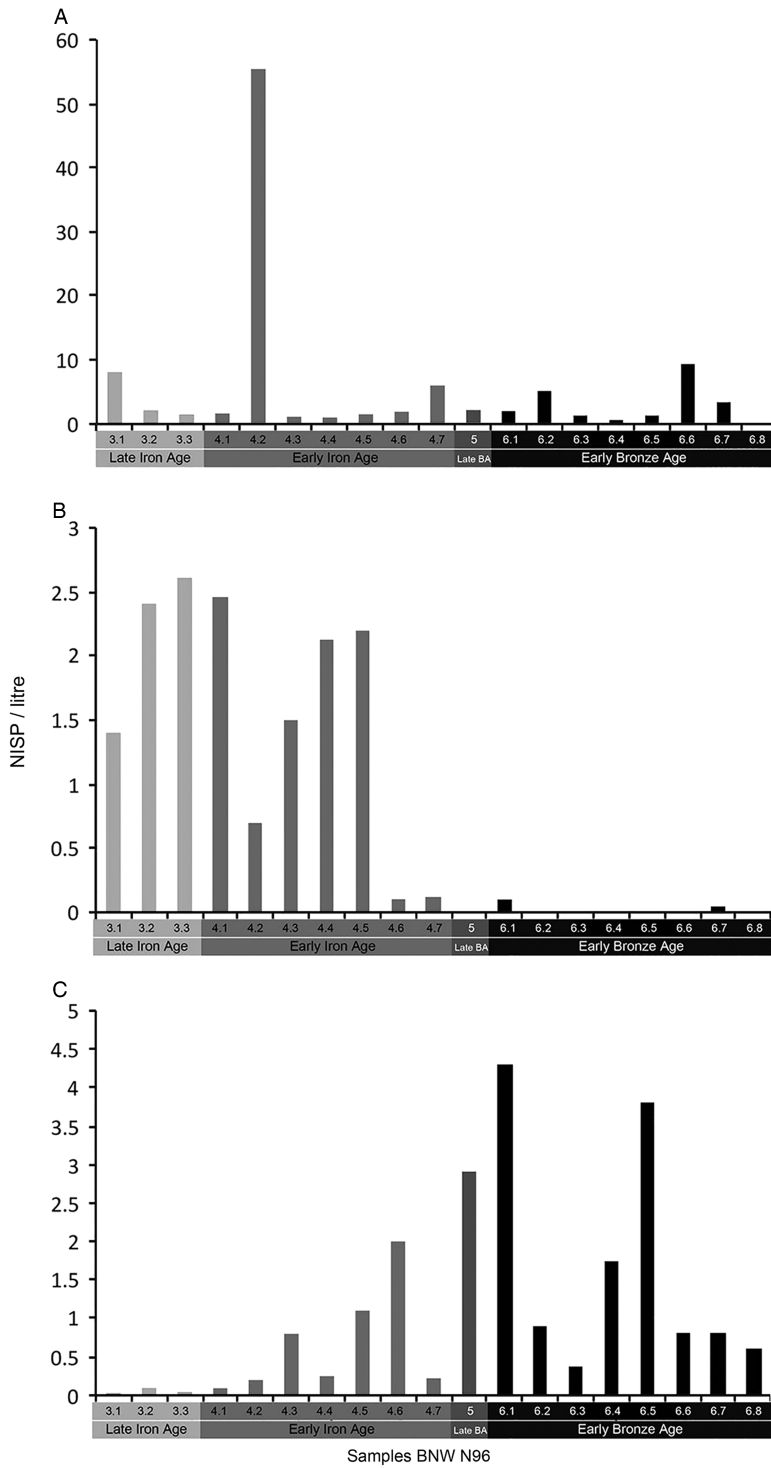 A
60
50
40
30
20
10
0
3.1 3.2 3.3 4.1 4.2 4.3 4.4 4.5 4.6 4.7 5 6.1 6.2 6.3 6.4 6.5 6.6 6.7 6.8
Late Iron Age Early Iron Age Late BA Early Bronze Age
B
3
2.5
2
1.5
1
0.5
0
NISP / litre
3.1 3.2 3.3 4.1 4.2 4.3 4.4 4.5 4.6 4.7 5 6.1 6.2 6.3 6.4 6.5 6.6 6.7 6.8
Late Iron Age Early Iron Age Late BA Early Bronze Age
C
5
4.5
4
3.5
3
2.5
2
1.5
1
0.5
0
3.1 3.2 3.3 4.1 4.2 4.3 4.4 4.5 4.6 4.7 5 6.1 6.2 6.3 6.4 6.5 6.6 6.7 6.8
Late Iron Age Early Iron Age Late BA Early Bronze Age
Samples BNW N96